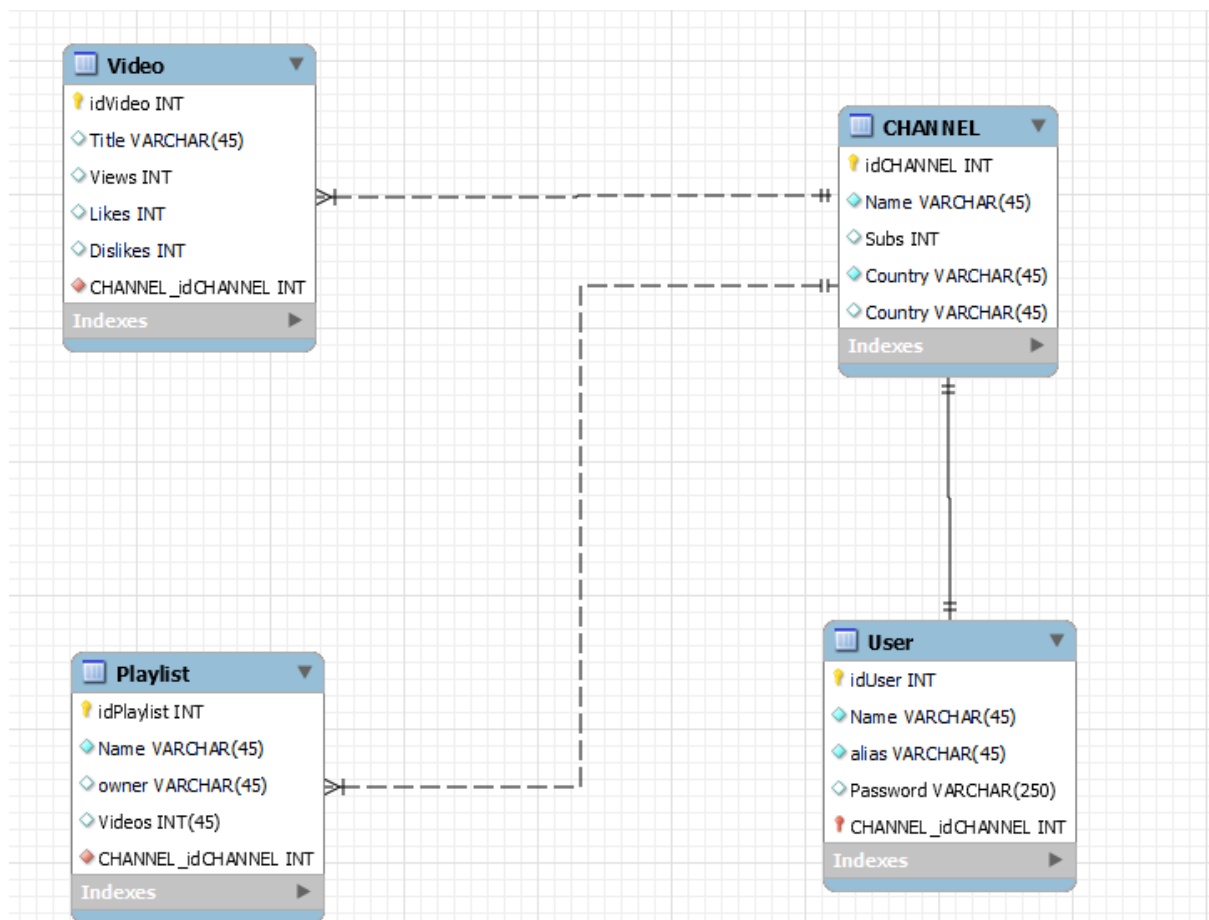 Video
idVideo INT
Title VARCHAR(45)
Views INT
Likes INT
Dislikes INT
CHANNEL_idCHANNEL INT
Indexes
CHANNEL
idCHANNEL INT
Name VARCHAR(45)
Subs INT
Country VARCHAR(45)
Country VARCHAR(45)
Indexes
Playlist
idPlaylist INT
Name VARCHAR(45)
owner VARCHAR(45)
Videos INT(45)
CHANNEL_idCHANNEL INT
Indexes
User
idUser INT
Name VARCHAR(45)
alias VARCHAR(45)
Password VARCHAR(250)
CHANNEL_idCHANNEL INT
Indexes